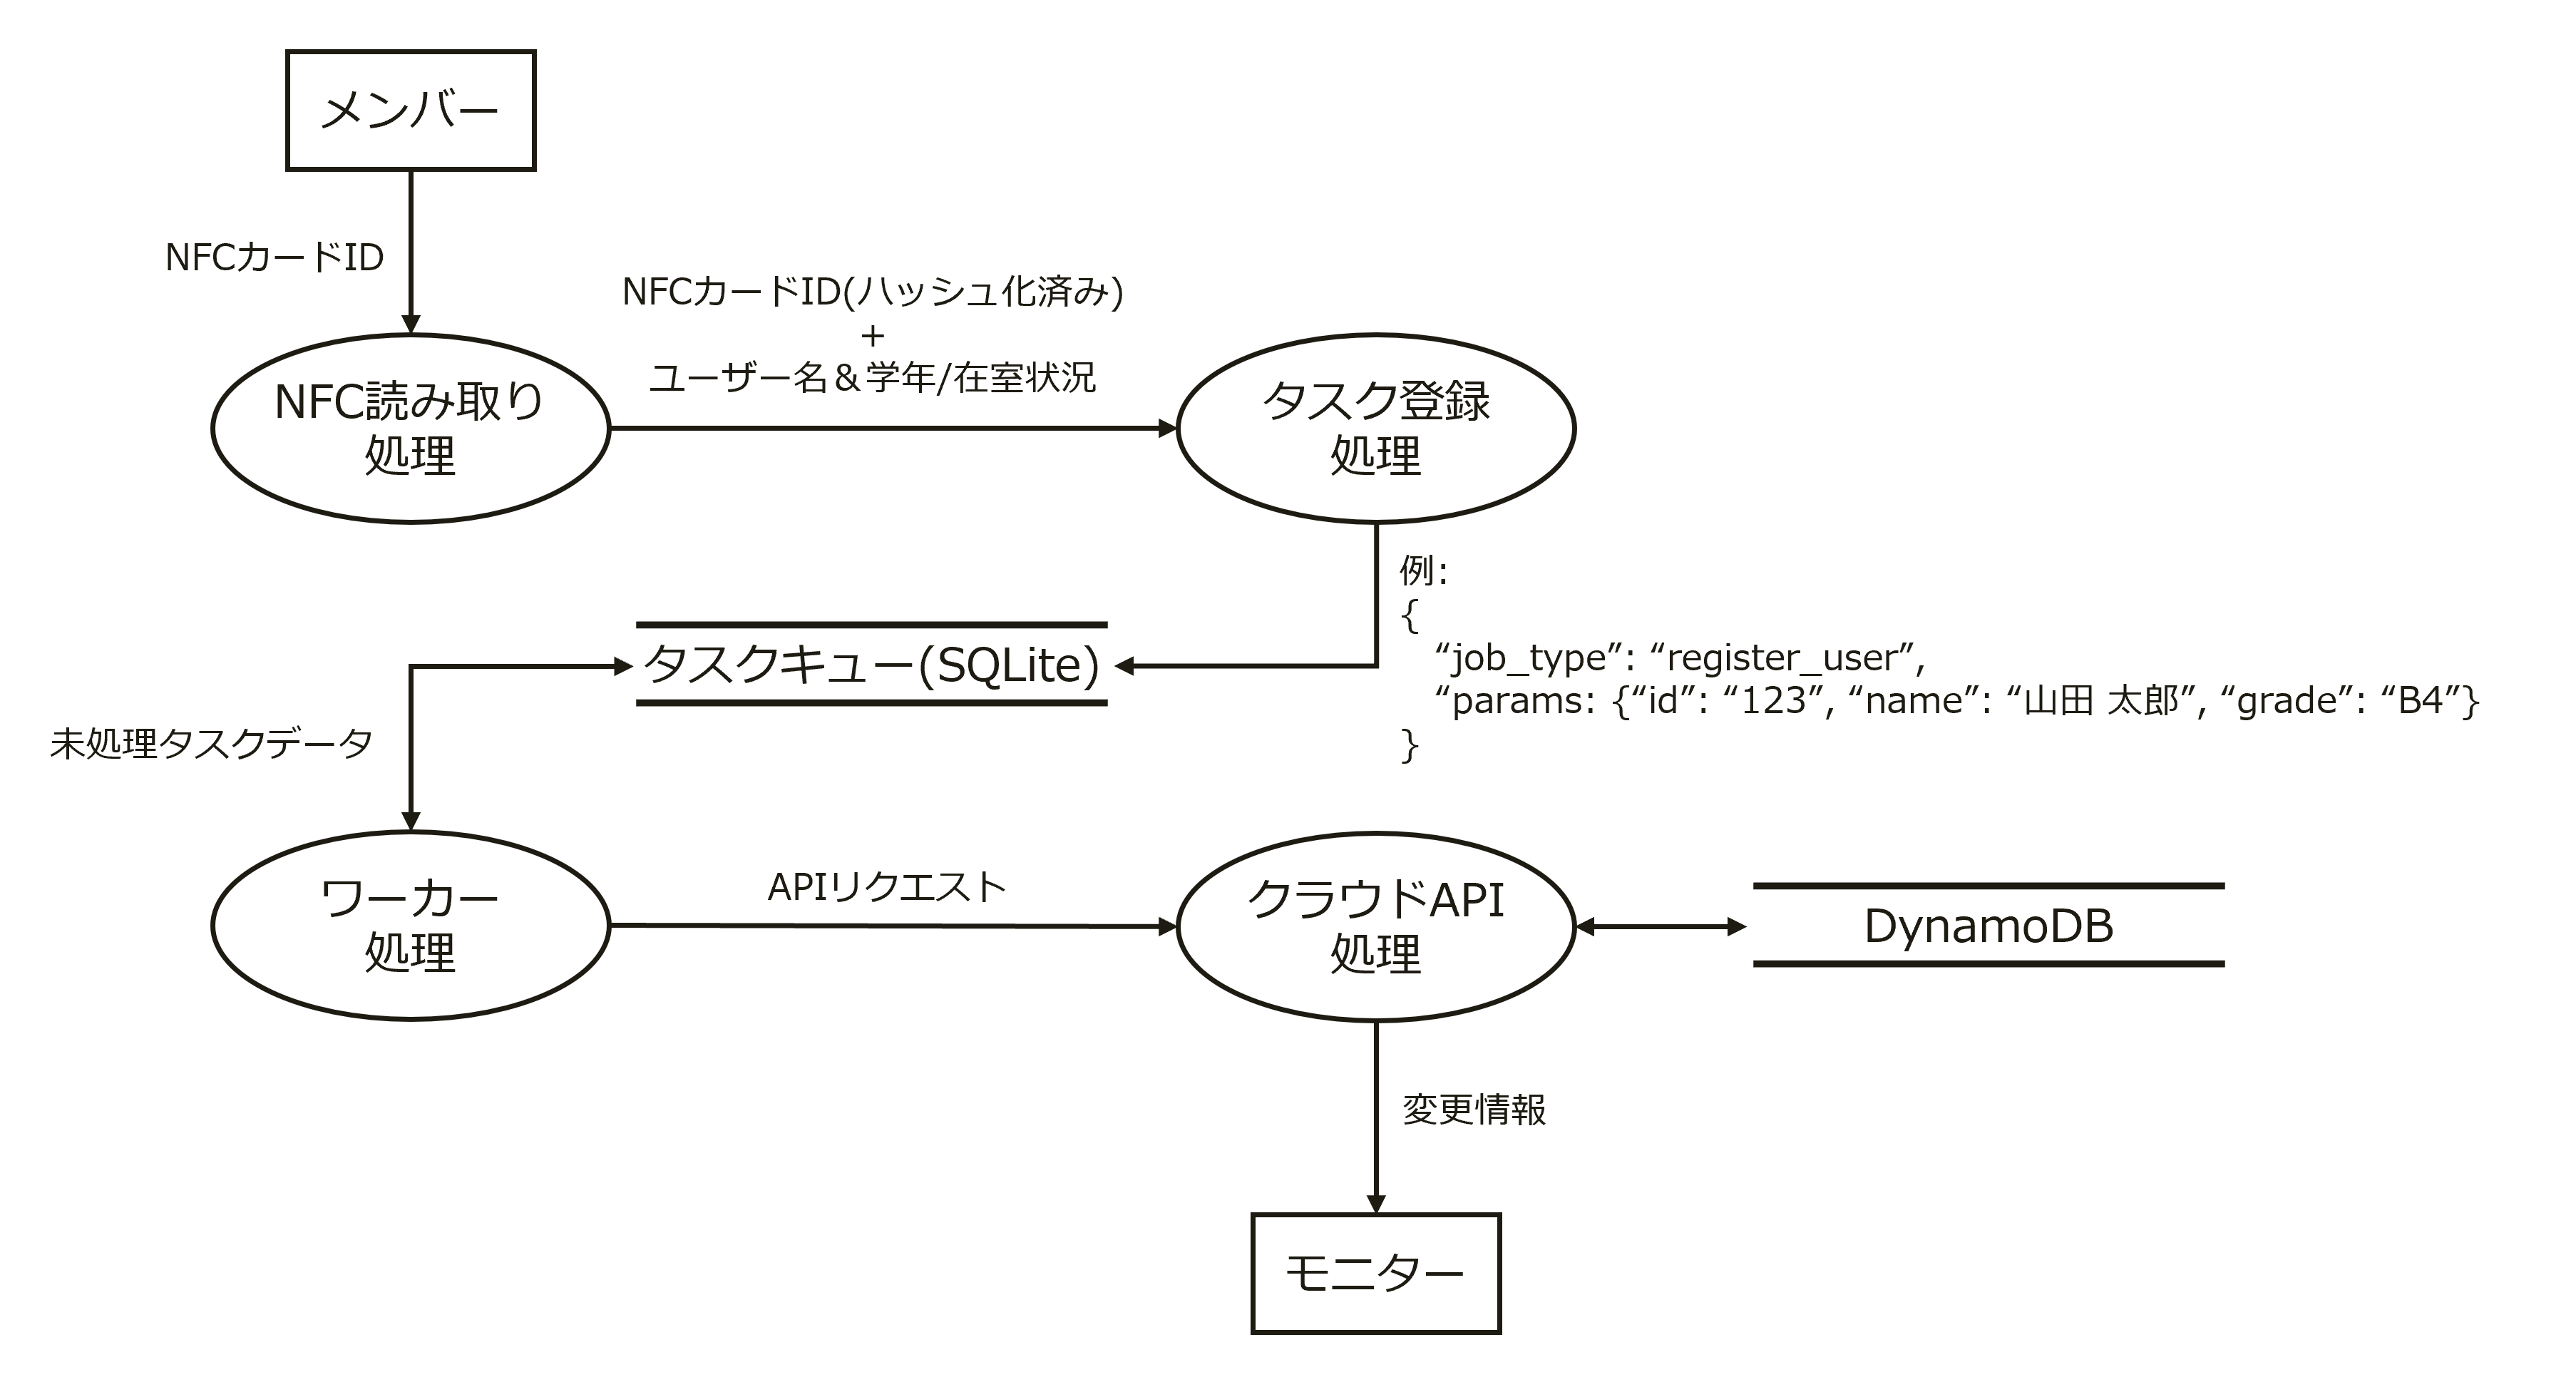 メンバー
NFCカードID
NFCカードID(ハッシュ化済み)
+
ユーザー名＆学年/在室状況
NFC読み取り
処理
タスク登録
処理
例:
{
“job_type”: “register_user”,
“params: {“id”: “123”, “name”: “山田 太郎”, “grade”: “B4”}
}
タスクキュー(SQLite)
未処理タスクデータ
ワーカー
処理
APIリクエスト
クラウドAPI
処理
DynamoDB
変更情報
モニター